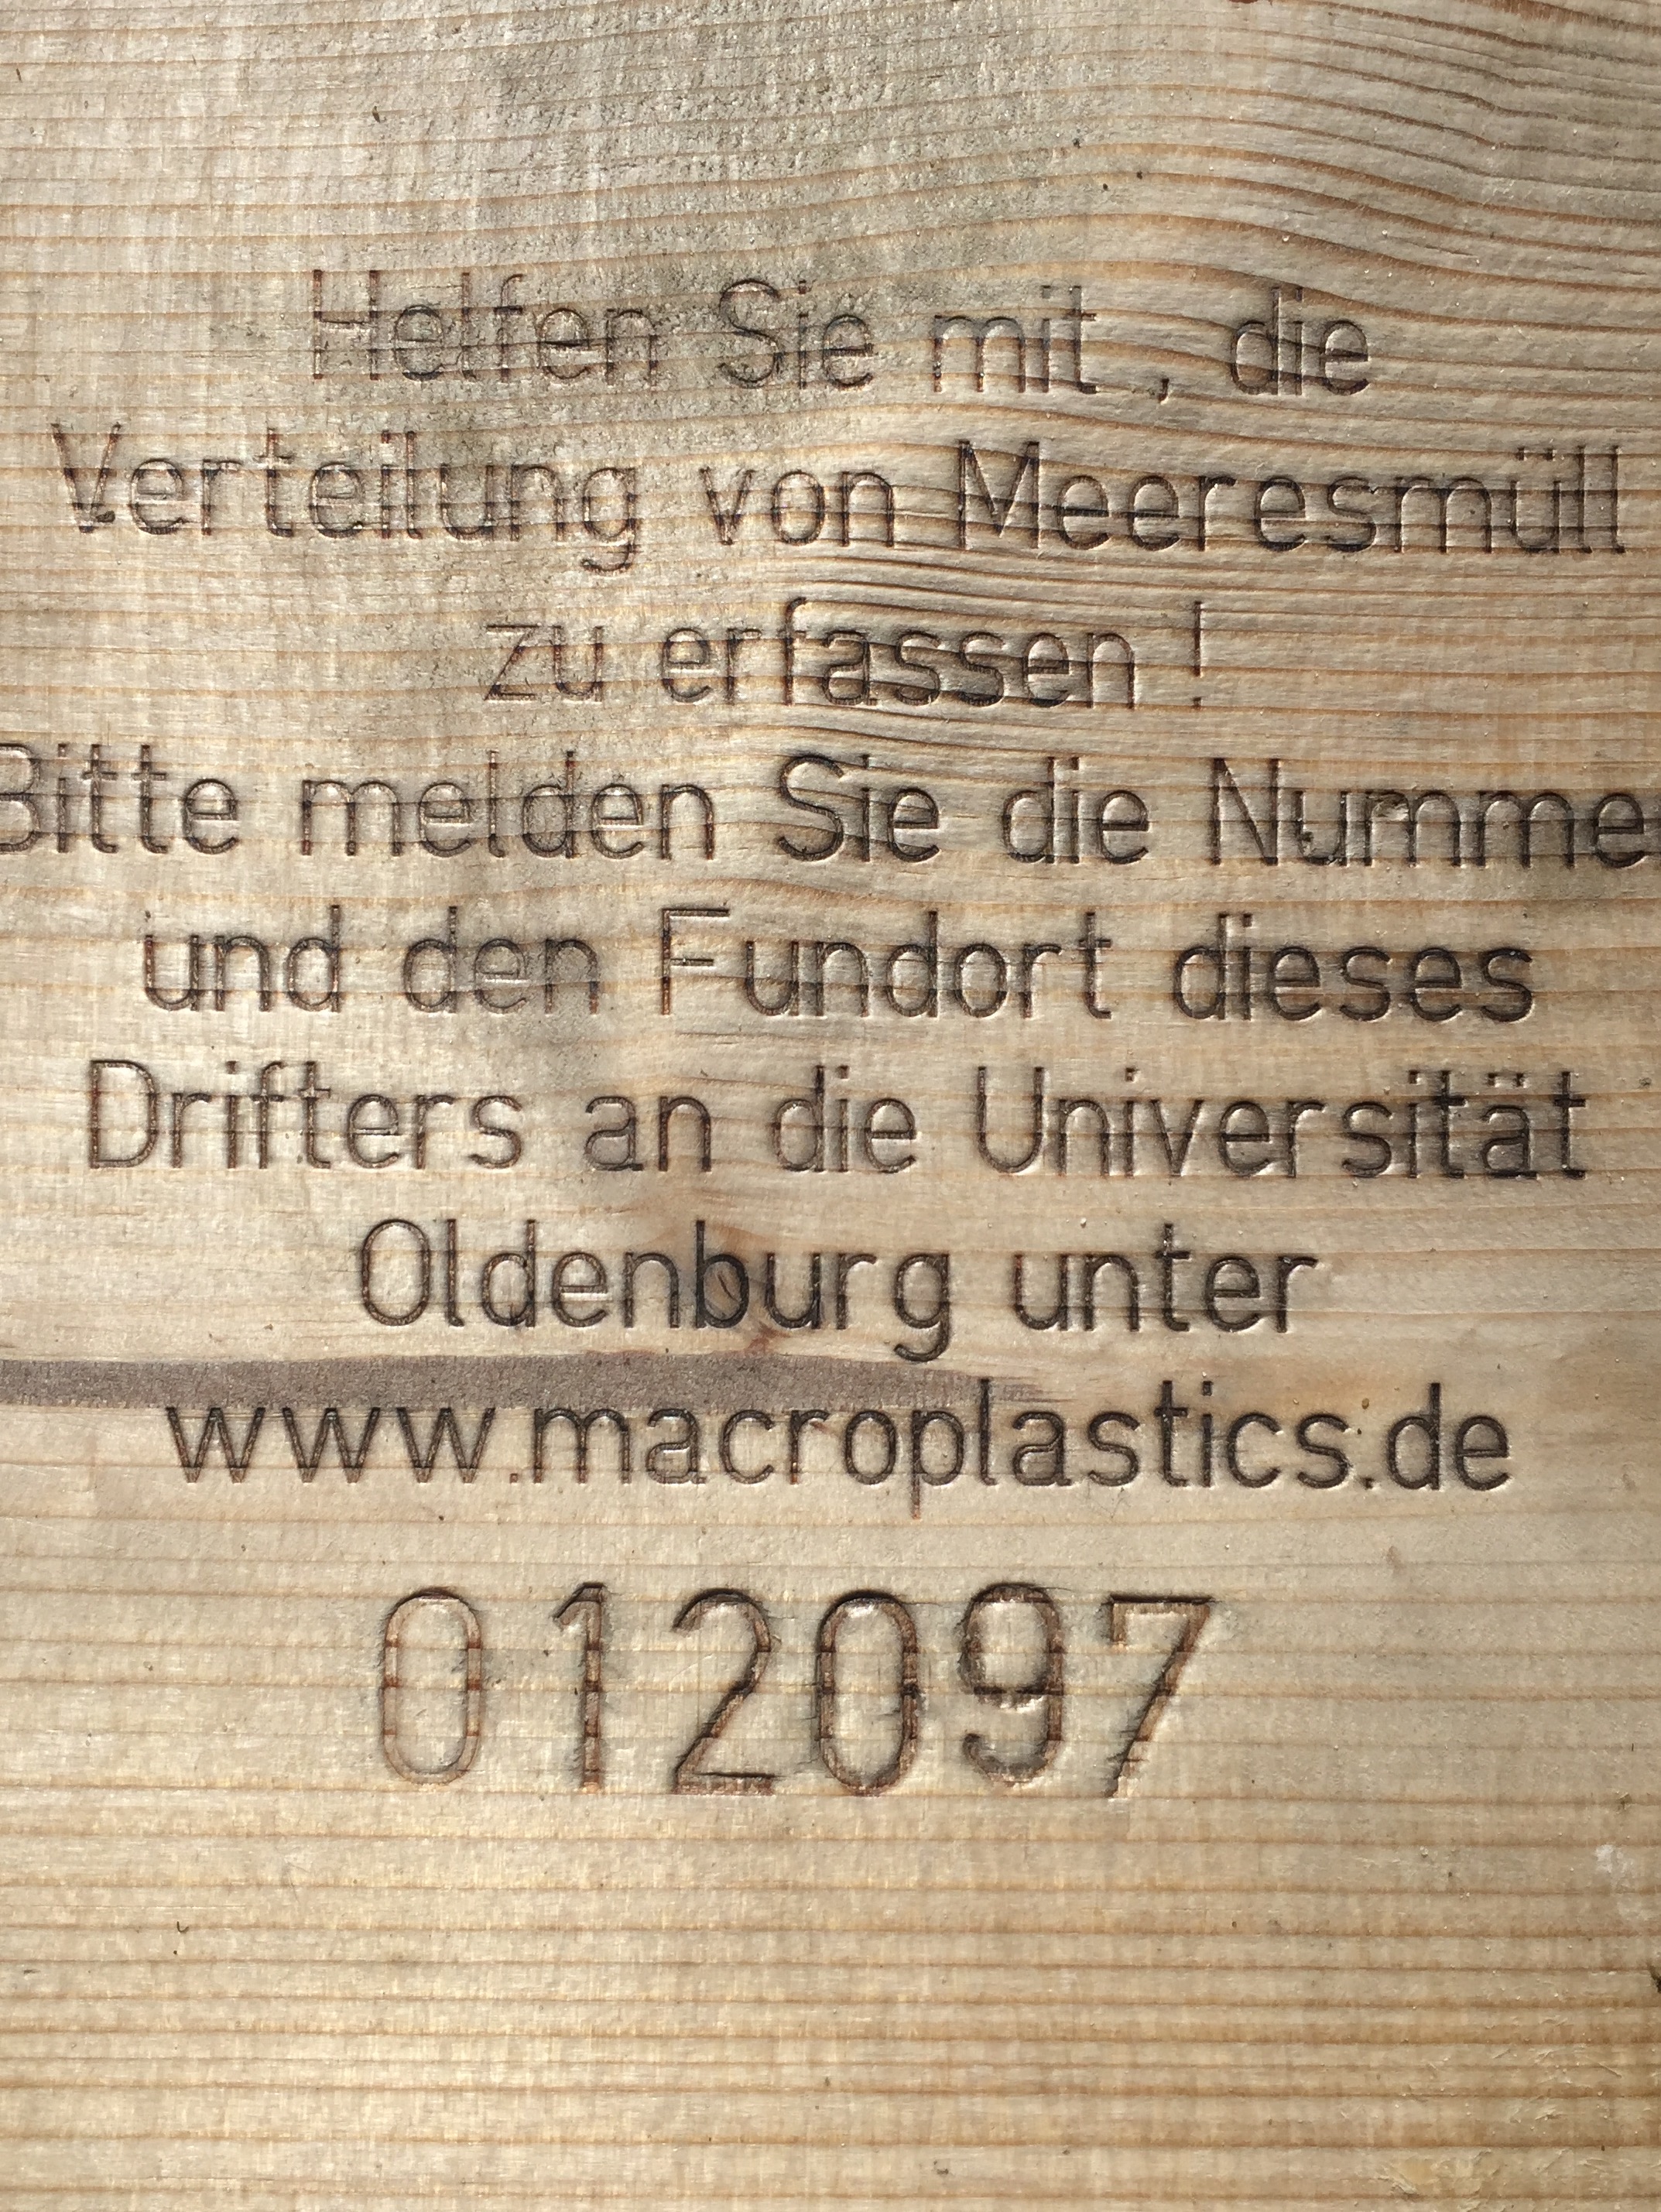 Helfen Sie mit , die
Verteilung von Meeresmüll
zu erfassen !
Bitte melden Sie die Nummer
und den Fundort dieses
Drifters an die Universität
Oldenburg unter
www.macroplastics.de
012097